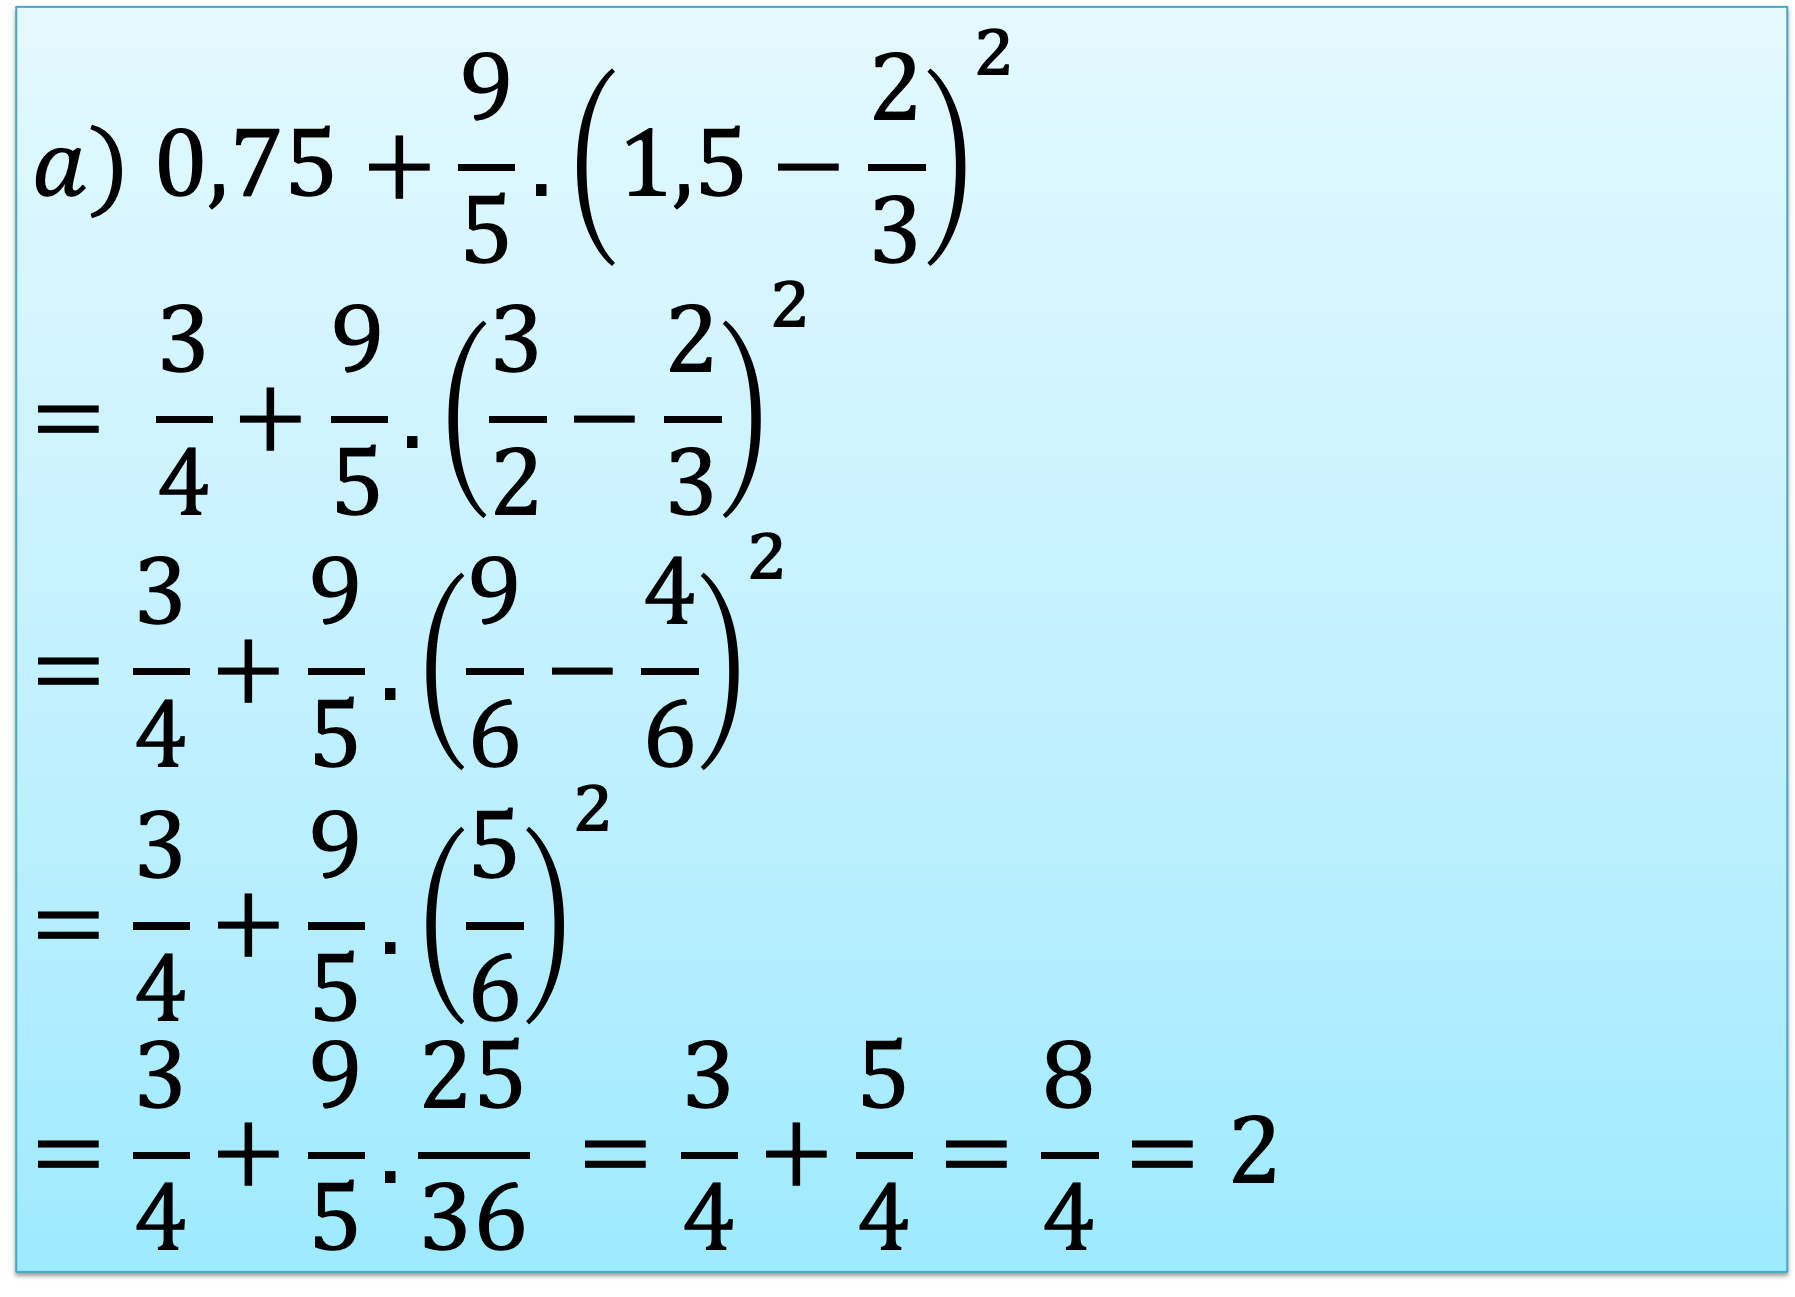 a) 0,75 + 9/5 . (1,5 − 2/3)²
= 3/4 + 9/5 . (3/2 − 2/3)²
= 3/4 + 9/5 . (9/6 − 4/6)²
= 3/4 + 9/5 . (5/6)²
= 3/4 + 9/5 . 25/36 = 3/4 + 5/4 = 8/4 = 2